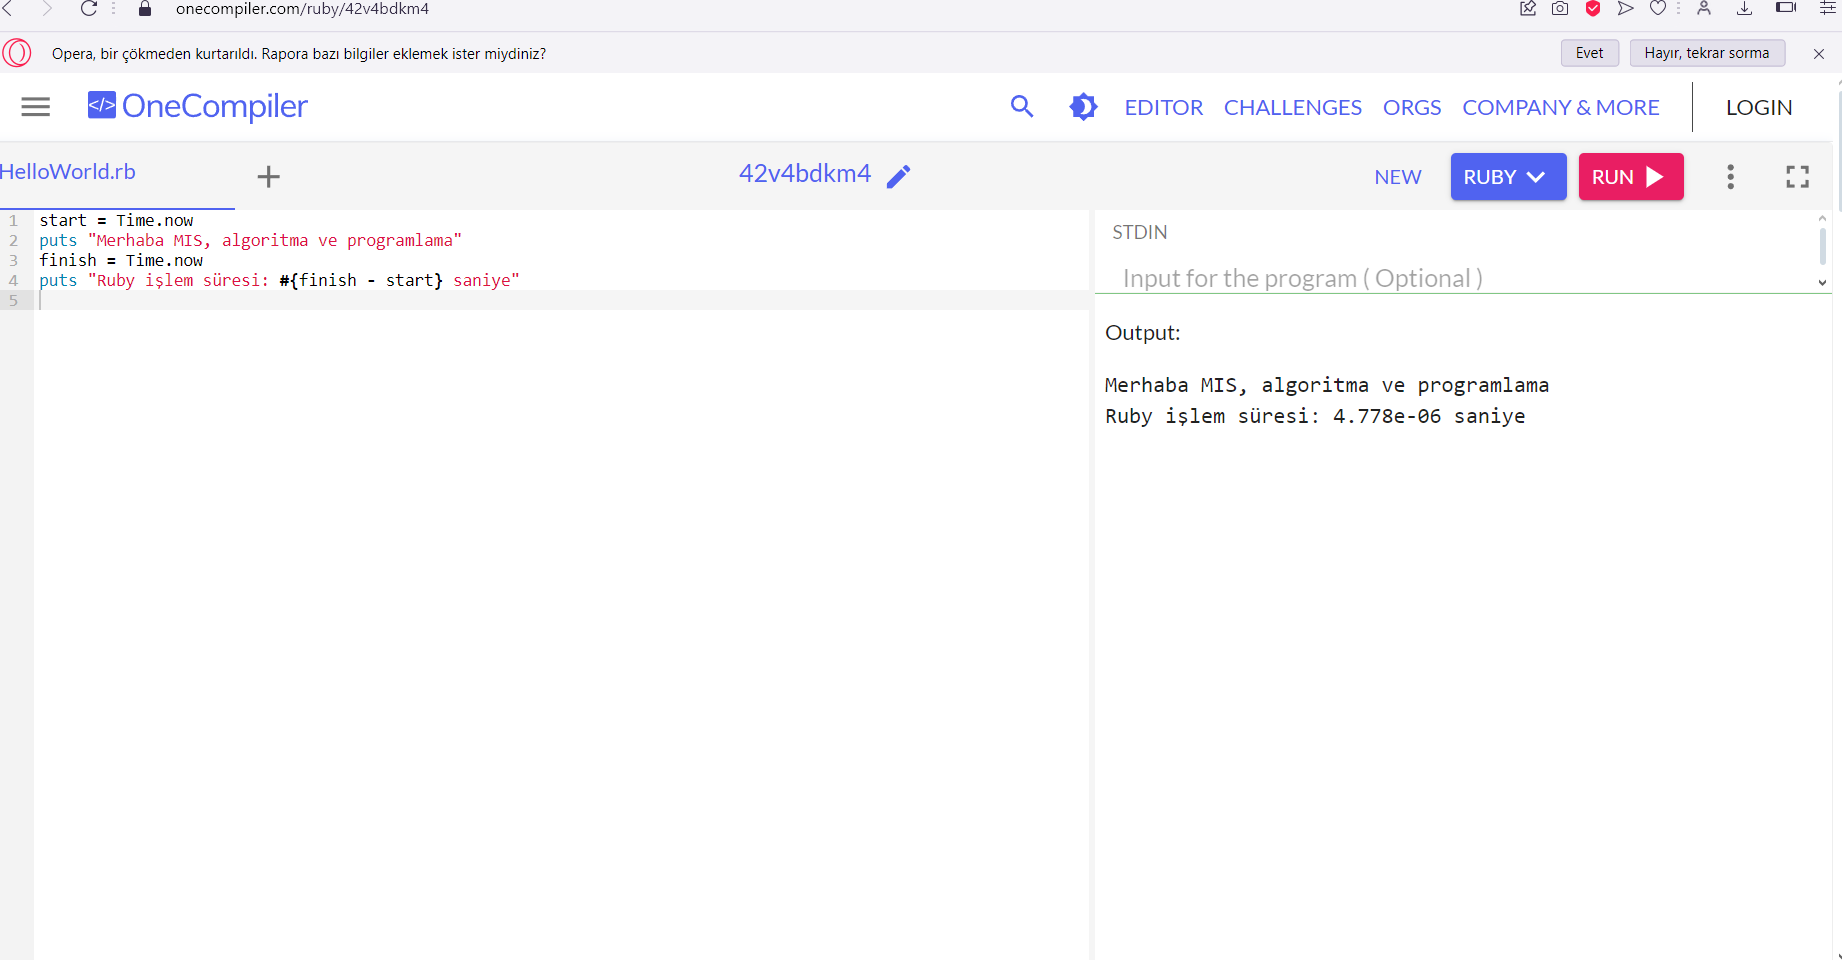 onecompiler.com/ruby/42v4bdkm4
Opera, bir çökmeden kurtarıldı. Rapora bazı bilgiler eklemek ister miydiniz?
Evet
Hayır, tekrar sorma
</> OneCompiler
EDITOR
CHALLENGES
ORGS
COMPANY & MORE
LOGIN
HelloWorld.rb
42v4bdkm4
NEW
RUBY
RUN
1 start = Time.now
2 puts "Merhaba MIS, algoritma ve programlama"
3 finish = Time.now
4 puts "Ruby işlem süresi: #{finish - start} saniye"
5
STDIN
Input for the program ( Optional )
Output:
Merhaba MIS, algoritma ve programlama
Ruby işlem süresi: 4.778e-06 saniye